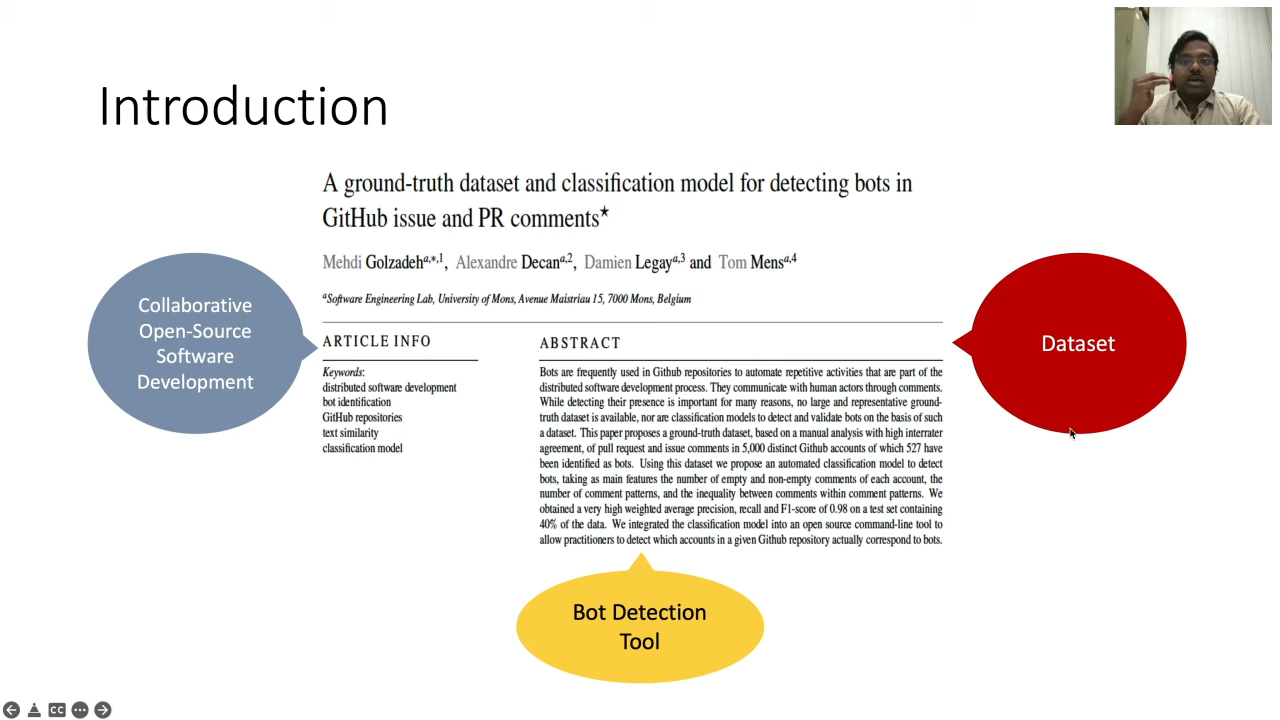 Introduction
A ground-truth dataset and classification model for detecting bots in
GitHub issue and PR comments★
Mehdi Golzadeh a,*,1, Alexandre Decan a,2, Damien Legay a,3 and Tom Mens a,4
a Software Engineering Lab, University of Mons, Avenue Maistriau 15, 7000 Mons, Belgium
Collaborative
Open-Source
Software
Development
ARTICLE INFO
Keywords:
distributed software development
bot identification
GitHub repositories
text similarity
classification model
ABSTRACT
Bots are frequently used in Github repositories to automate repetitive activities that are part of the
distributed software development process. They communicate with human actors through comments.
While detecting their presence is important for many reasons, no large and representative ground-
truth dataset is available, nor are classification models to detect and validate bots on the basis of such
a dataset. This paper proposes a ground-truth dataset, based on a manual analysis with high interrater
agreement, of pull request and issue comments in 5,000 distinct Github accounts of which 527 have
been identified as bots. Using this dataset we propose an automated classification model to detect
bots, taking as main features the number of empty and non-empty comments of each account, the
number of comment patterns, and the inequality between comments within comment patterns. We
obtained a very high weighted average precision, recall and F1-score of 0.98 on a test set containing
40% of the data. We integrated the classification model into an open source command-line tool to
allow practitioners to detect which accounts in a given Github repository actually correspond to bots.
Dataset
Bot Detection
Tool
CC